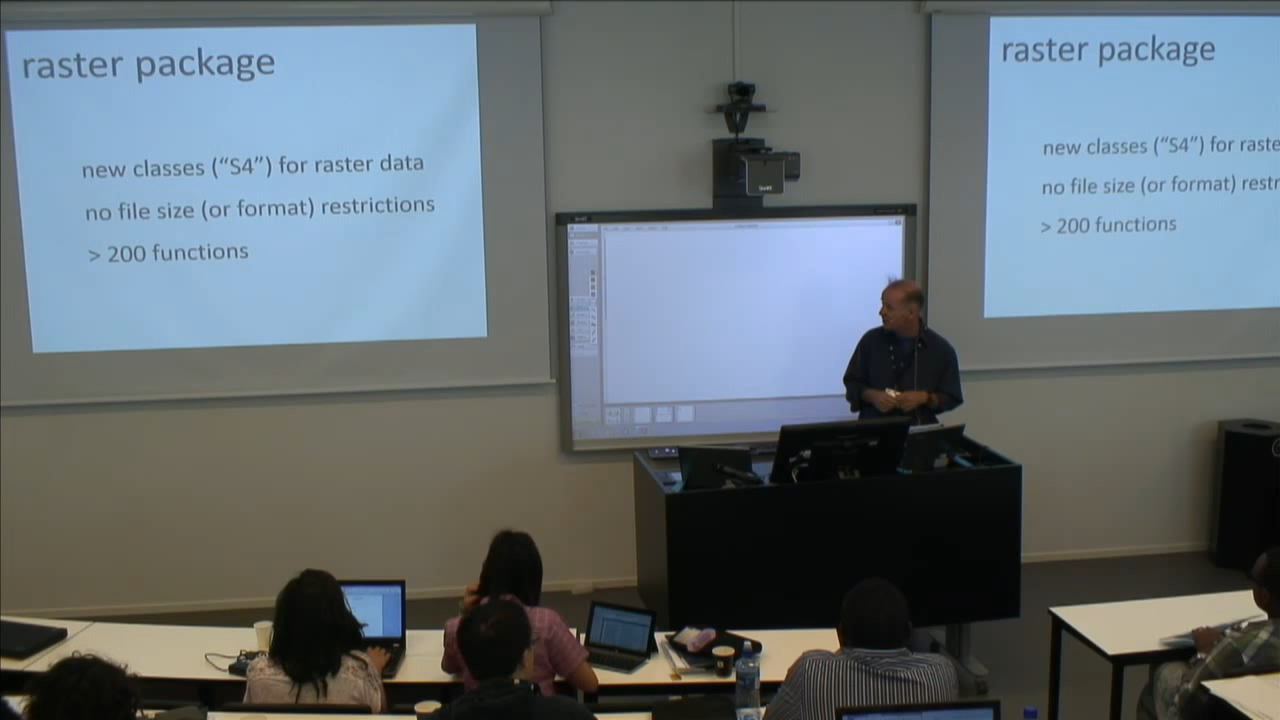 raster package
new classes (“S4”) for raster data
no file size (or format) restrictions
> 200 functions
raster package
new classes (“S4”) for raste
no file size (or format) restr
> 200 functions